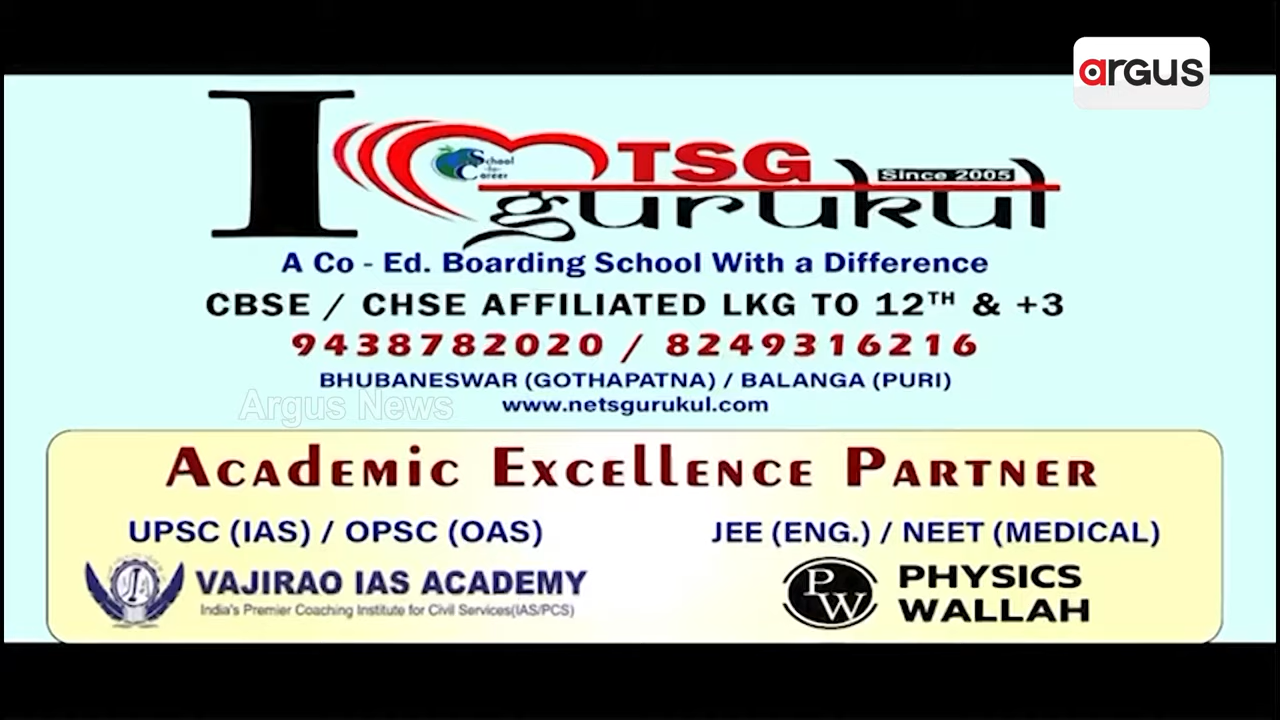 argus
I TSG
Since 2005
School
-to-
Career
gurukul
A Co - Ed. Boarding School With a Difference
CBSE / CHSE AFFILIATED LKG TO 12TH & +3
9438782020 / 8249316216
BHUBANESWAR (GOTHAPATNA) / BALANGA (PURI)
Argus News
www.netsgurukul.com
ACADEMIC EXCELLENCE PARTNER
UPSC (IAS) / OPSC (OAS)
JEE (ENG.) / NEET (MEDICAL)
VIA
VAJIRAO IAS ACADEMY
India's Premier Coaching Institute for Civil Services(IAS/PCS)
PW
PHYSICS
WALLAH